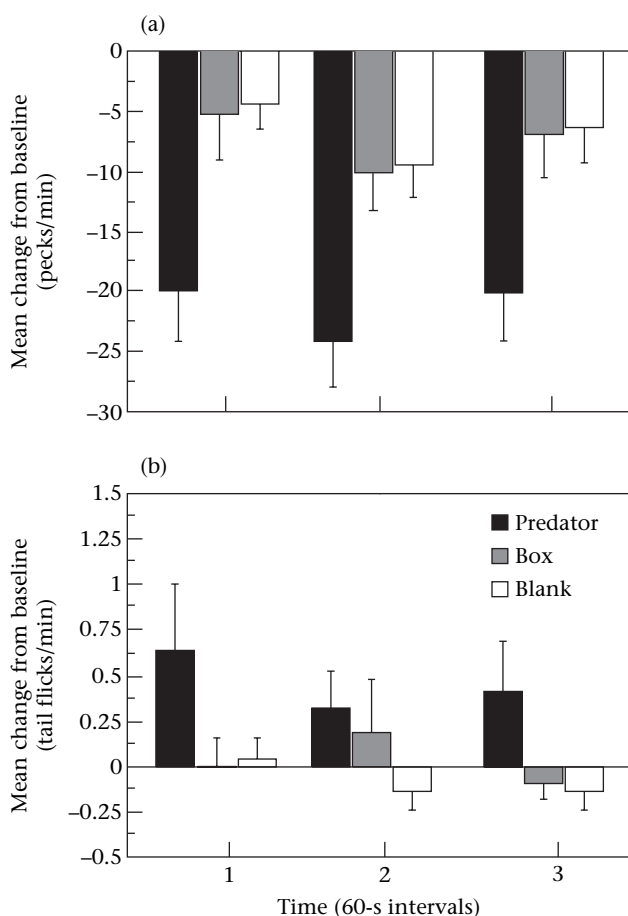 (a)
0
−5
−10
−15
−20
−25
−30
Mean change from baseline
(pecks/min)
(b)
1.5
1.25
1
0.75
0.5
0.25
0
−0.25
−0.5
Mean change from baseline
(tail flicks/min)
Predator
Box
Blank
1 2 3
Time (60-s intervals)